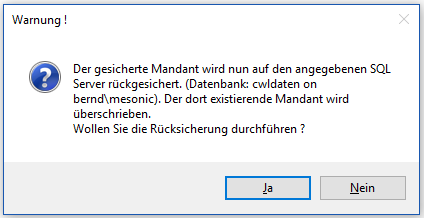 Warnung !
Der gesicherte Mandant wird nun auf den angegebenen SQL
Server rückgesichert. (Datenbank: cwldaten on
bernd\mesonic). Der dort existierende Mandant wird
überschrieben.
Wollen Sie die Rücksicherung durchführen ?
Ja
Nein